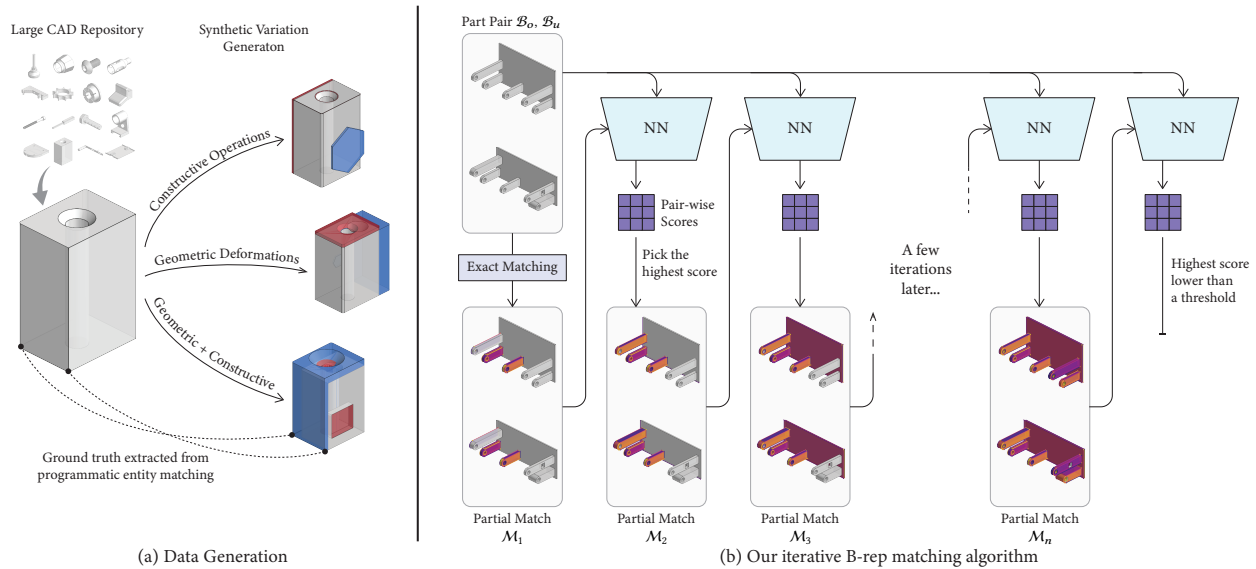 Large CAD Repository
Synthetic Variation
Generaton
Constructive Operations
Geometric Deformations
Geometric + Constructive
Ground truth extracted from
programmatic entity matching
(a) Data Generation
Part Pair ℬₒ, ℬᵤ
NN
NN
NN
NN
Pair-wise
Scores
Exact Matching
Pick the
highest score
A few
iterations
later...
Highest score
lower than
a threshold
Partial Match
ℳ₁
Partial Match
ℳ₂
Partial Match
ℳ₃
Partial Match
ℳₙ
(b) Our iterative B-rep matching algorithm